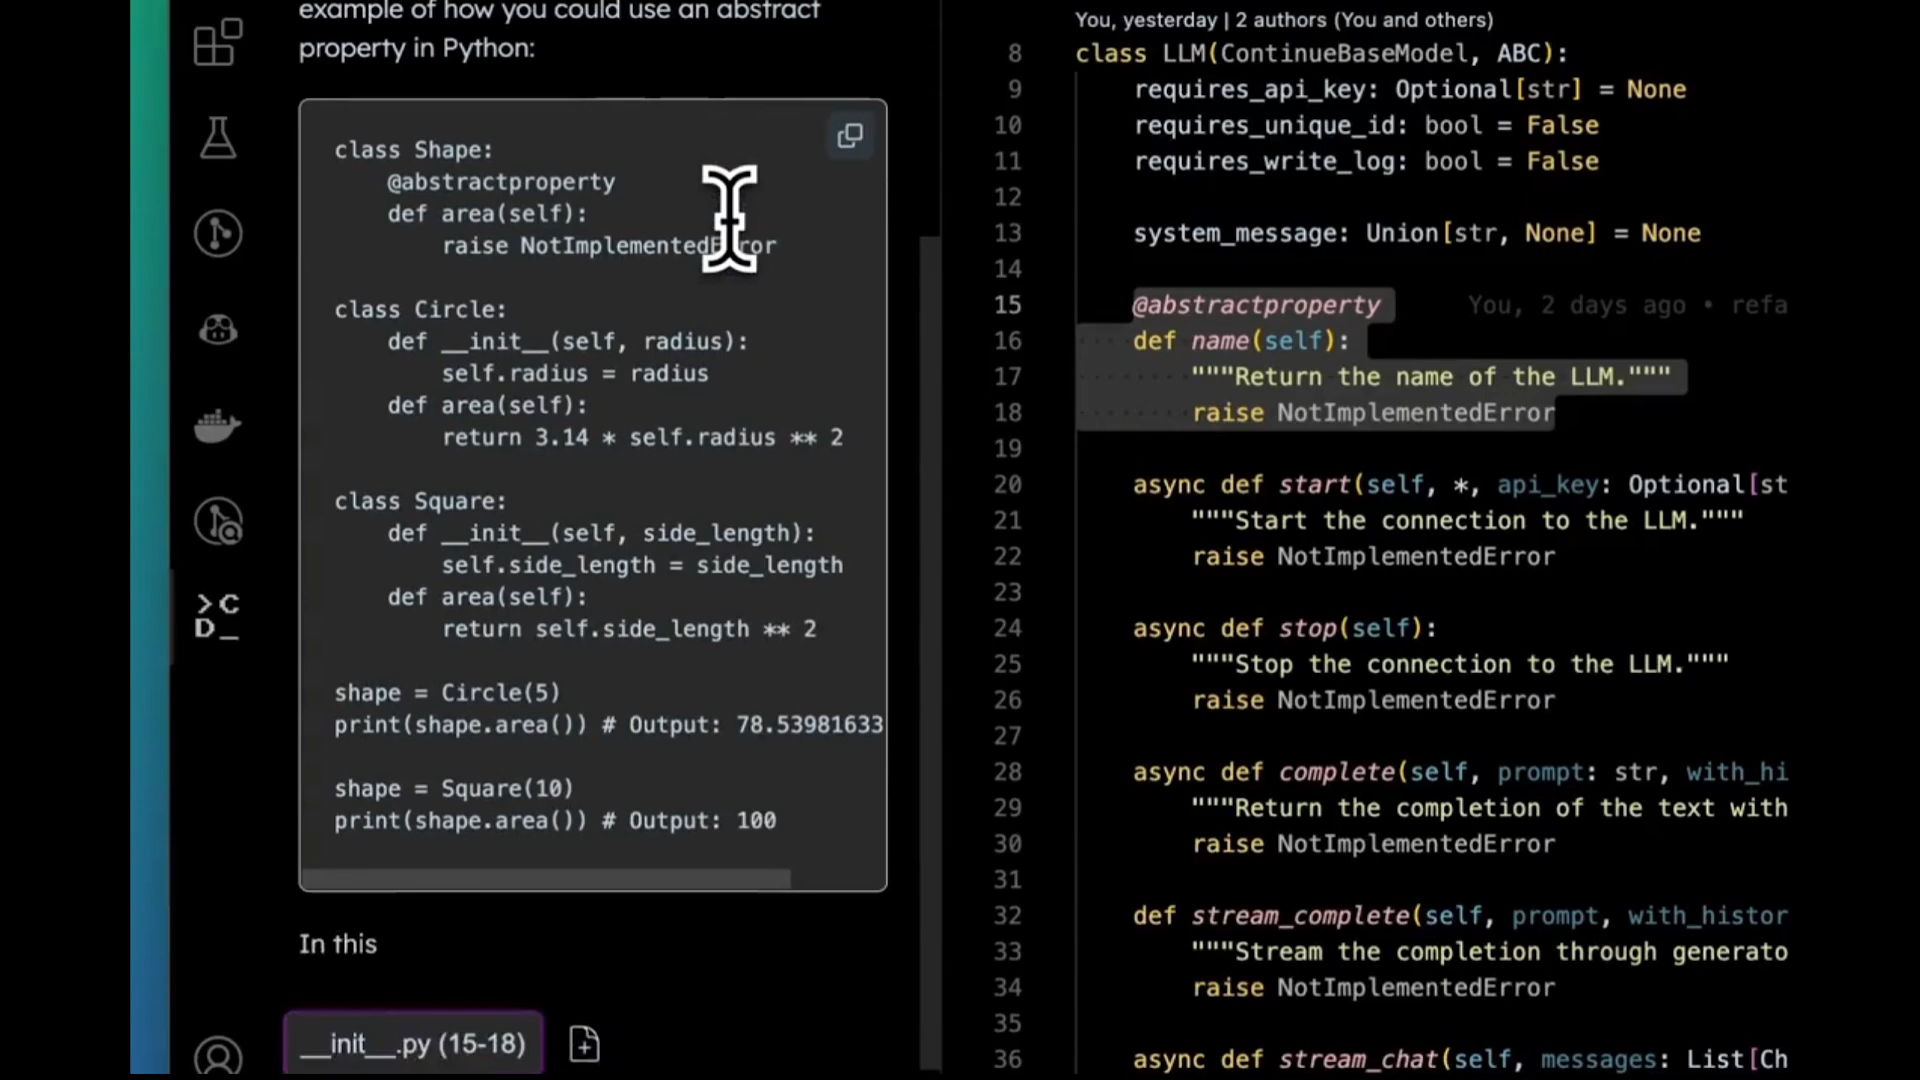 example of how you could use an abstract
property in Python:
class Shape:
    @abstractproperty
    def area(self):
        raise NotImplementedError
class Circle:
    def __init__(self, radius):
        self.radius = radius
    def area(self):
        return 3.14 * self.radius ** 2
class Square:
    def __init__(self, side_length):
        self.side_length = side_length
    def area(self):
        return self.side_length ** 2
shape = Circle(5)
print(shape.area()) # Output: 78.53981633
shape = Square(10)
print(shape.area()) # Output: 100
In this
__init__.py (15-18)
>C
D_
You, yesterday | 2 authors (You and others)
8 class LLM(ContinueBaseModel, ABC):
9     requires_api_key: Optional[str] = None
10     requires_unique_id: bool = False
11     requires_write_log: bool = False
12
13     system_message: Union[str, None] = None
14
15     @abstractproperty     You, 2 days ago • refa
16     def name(self):
17         """Return the name of the LLM."""
18         raise NotImplementedError
19
20     async def start(self, *, api_key: Optional[st
21         """Start the connection to the LLM."""
22         raise NotImplementedError
23
24     async def stop(self):
25         """Stop the connection to the LLM."""
26         raise NotImplementedError
27
28     async def complete(self, prompt: str, with_hi
29         """Return the completion of the text with
30         raise NotImplementedError
31
32     def stream_complete(self, prompt, with_histor
33         """Stream the completion through generato
34         raise NotImplementedError
35
36     async def stream_chat(self, messages: List[Ch